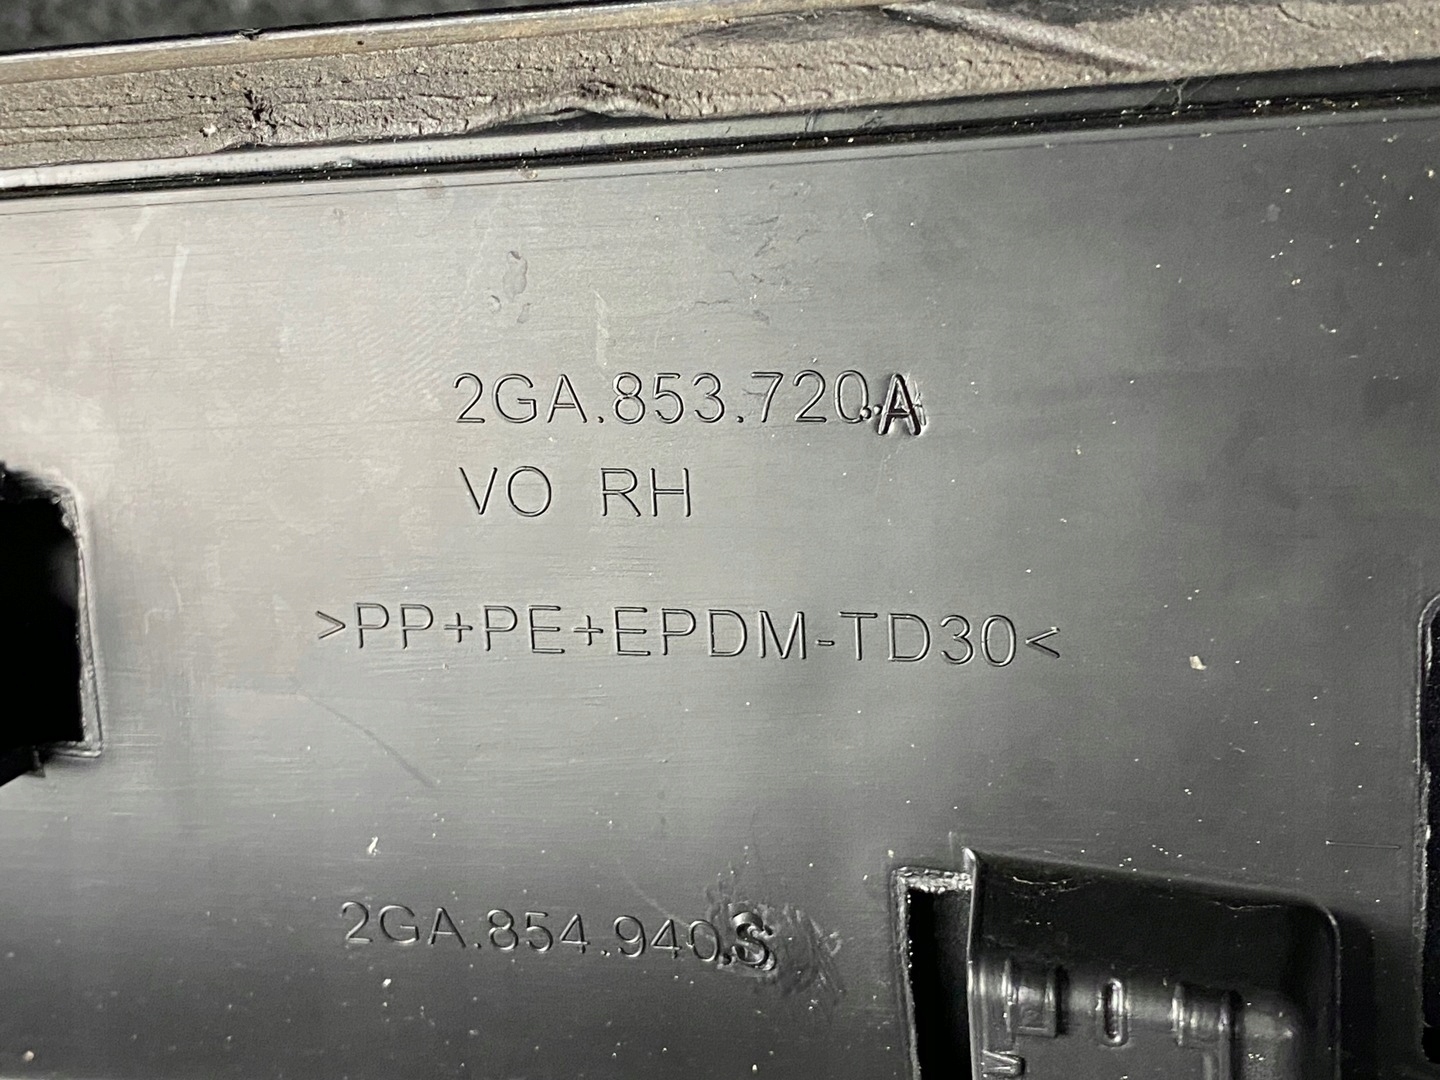 2GA.853.720.A
VO RH
>PP+PE+EPDM-TD30<
2GA.854.940.S